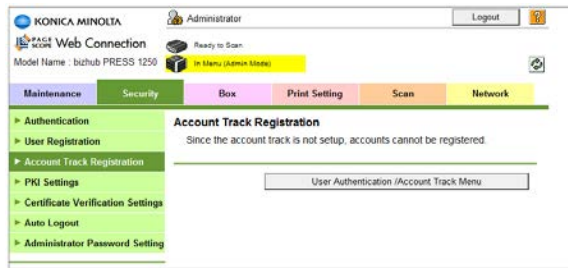 KONICA MINOLTA
Administrator
Logout
?
PAGE SCOPE Web Connection
Ready to Scan
Model Name : bizhub PRESS 1250
In Menu (Admin Mode)
Maintenance Security Box Print Setting Scan Network
Authentication
User Registration
Account Track Registration
PKI Settings
Certificate Verification Settings
Auto Logout
Administrator Password Setting
Account Track Registration
Since the account track is not setup, accounts cannot be registered.
User Authentication /Account Track Menu